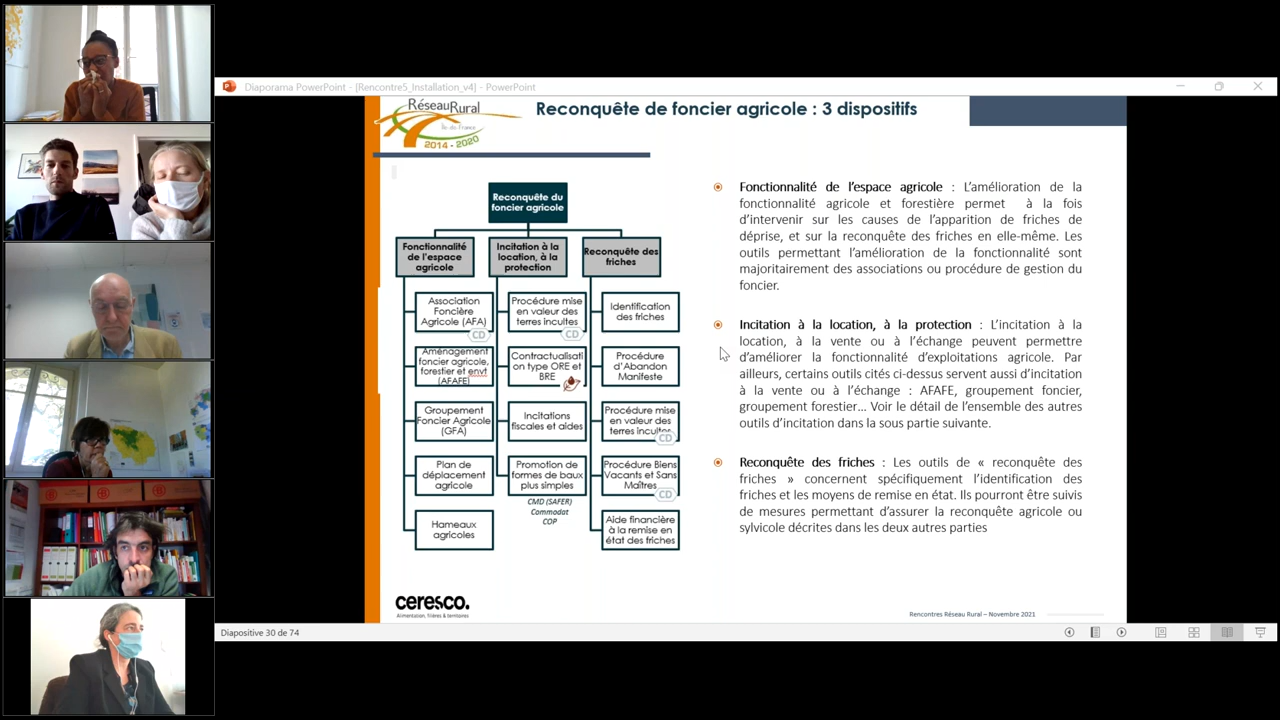 Diaporama PowerPoint - [Rencontre5_Installation_v4] - PowerPoint
RéseauRural
Île de France
2014 - 2020
Reconquête de foncier agricole : 3 dispositifs
Reconquête du
foncier agricole
Fonctionnalité
de l'espace
agricole
Incitation à la
location, à la
protection
Reconquête des
friches
Association
Foncière
Agricole (AFA)
CD
Procédure mise
en valeur des
terres incultes
CD
Identification
des friches
Aménagement
foncier agricole,
forestier et envt
(AFAFE)
Contractualisati
on type ORE et
BRE
Procédure
d'Abandon
Manifeste
Groupement
Foncier Agricole
(GFA)
Incitations
fiscales et aides
Procédure mise
en valeur des
terres incultes
CD
Plan de
déplacement
agricole
Promotion de
formes de baux
plus simples
CMD (SAFER)
Commodat
COP
Procédure Biens
Vacants et Sans
Maîtres
CD
Hameaux
agricoles
Aide financière
à la remise en
état des friches
Fonctionnalité de l'espace agricole : L'amélioration de la
fonctionnalité agricole et forestière permet à la fois
d'intervenir sur les causes de l'apparition de friches de
déprise, et sur la reconquête des friches en elle-même. Les
outils permettant l'amélioration de la fonctionnalité sont
majoritairement des associations ou procédure de gestion du
foncier.
Incitation à la location, à la protection : L'incitation à la
location, à la vente ou à l'échange peuvent permettre
d'améliorer la fonctionnalité d'exploitations agricole. Par
ailleurs, certains outils cités ci-dessus servent aussi d'incitation
à la vente ou à l'échange : AFAFE, groupement foncier,
groupement forestier... Voir le détail de l'ensemble des autres
outils d'incitation dans la sous partie suivante.
Reconquête des friches : Les outils de « reconquête des
friches » concernent spécifiquement l'identification des
friches et les moyens de remise en état. Ils pourront être suivis
de mesures permettant d'assurer la reconquête agricole ou
sylvicole décrites dans les deux autres parties
ceresco.
Alimentation, filières & territoires
Rencontres Réseau Rural – Novembre 2021
Diapositive 30 de 74